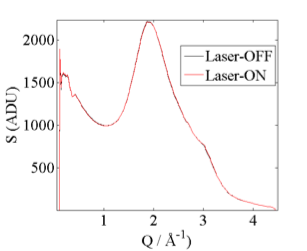 2000
1500
1000
500
S (ADU)
Laser-OFF
Laser-ON
1 2 3 4
Q / Å⁻¹)